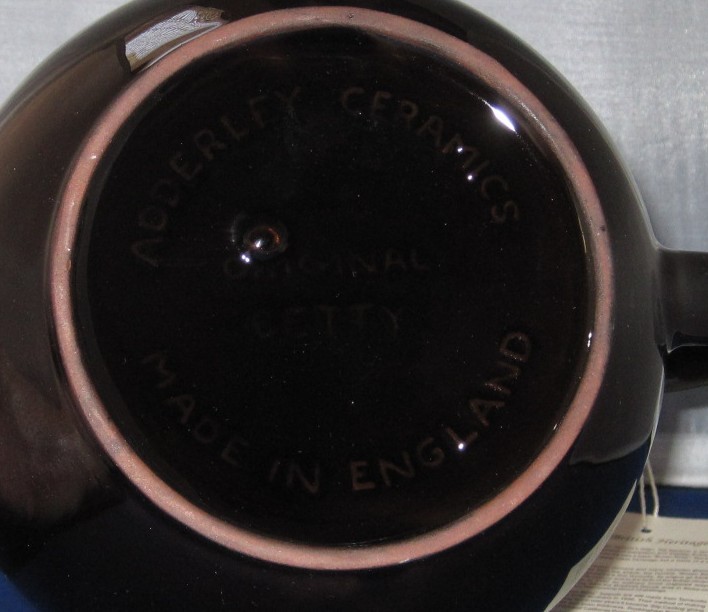 ADDERLEY CERAMICS
ORIGINAL
BETTY
MADE IN ENGLAND